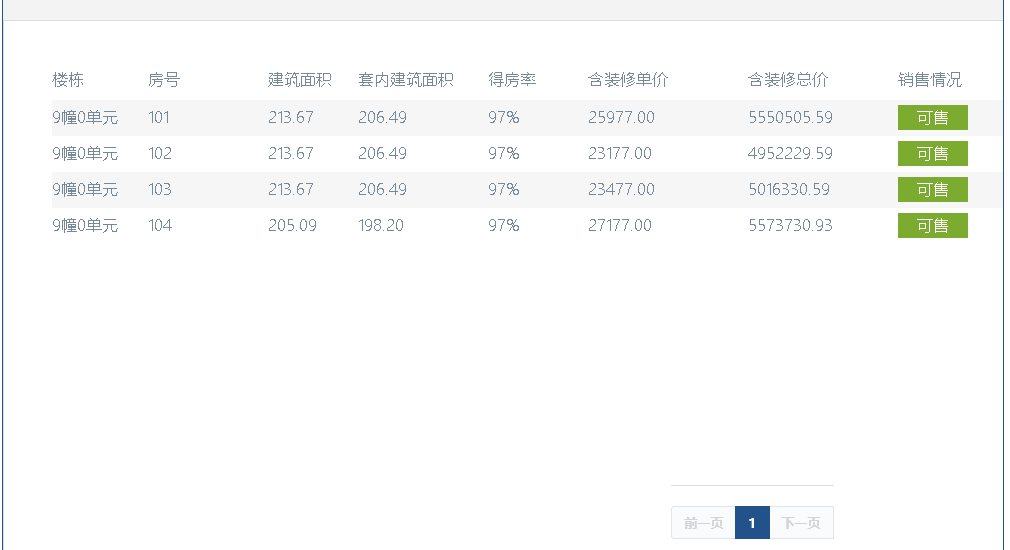 楼栋 房号 建筑面积 套内建筑面积 得房率 含装修单价 含装修总价 销售情况
9幢0单元 101 213.67 206.49 97% 25977.00 5550505.59 可售
9幢0单元 102 213.67 206.49 97% 23177.00 4952229.59 可售
9幢0单元 103 213.67 206.49 97% 23477.00 5016330.59 可售
9幢0单元 104 205.09 198.20 97% 27177.00 5573730.93 可售
前一页 1 下一页